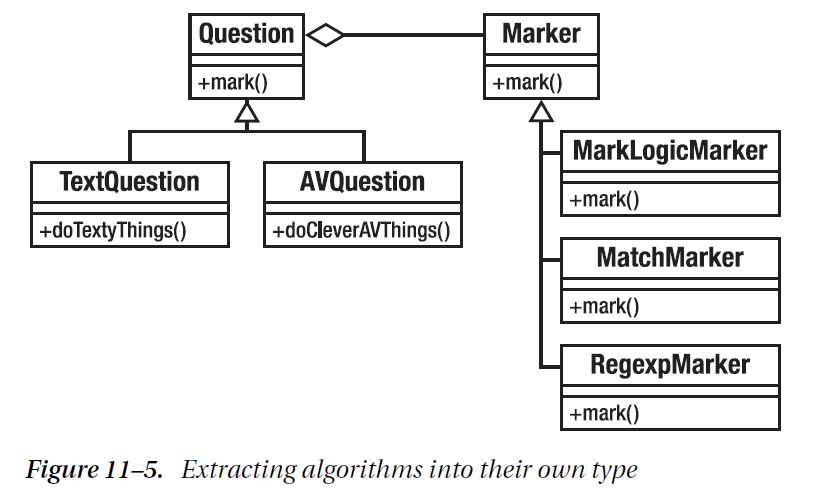 Question
+mark()
Marker
+mark()
TextQuestion
+doTextyThings()
AVQuestion
+doCleverAVThings()
MarkLogicMarker
+mark()
MatchMarker
+mark()
RegexpMarker
+mark()
Figure 11–5. Extracting algorithms into their own type